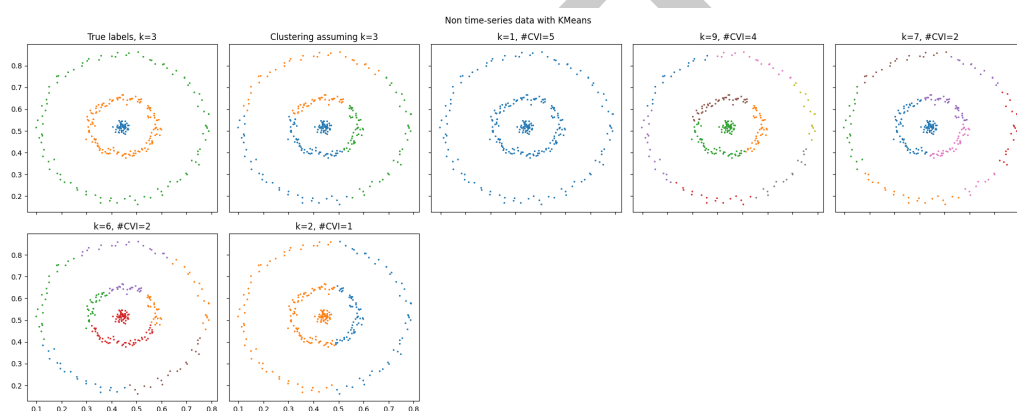 Non time-series data with KMeans
True labels, k=3
Clustering assuming k=3
k=1, #CVI=5
k=9, #CVI=4
k=7, #CVI=2
0.8
0.7
0.6
0.5
0.4
0.3
0.2
k=6, #CVI=2
k=2, #CVI=1
0.8
0.7
0.6
0.5
0.4
0.3
0.2
0.1 0.2 0.3 0.4 0.5 0.6 0.7 0.8
0.1 0.2 0.3 0.4 0.5 0.6 0.7 0.8